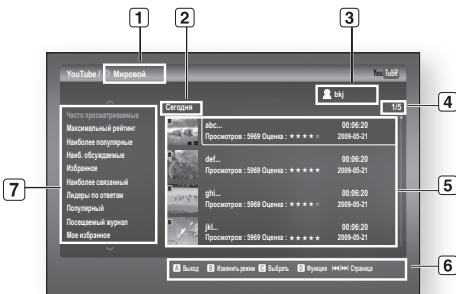 1
2
3
YouTube / Мировой
You Tube
bkj
4
Сегодня
1/5
Часто просматриваемые
Максимальный рейтинг
Наиболее популярные
Наиб. обсуждаемые
Избранное
Наиболее связанный
Лидеры по ответам
Популярный
Посещаемый журнал
Мое избранное
7
abc... 00:06:20
Просмотров : 5969 Оценка : ★★★★★ 2009-05-21
def... 00:06:20
Просмотров : 5969 Оценка : ★★★★★ 2009-05-21
ghi... 00:06:20
Просмотров : 5969 Оценка : ★★★★★ 2009-05-21
jkl... 00:06:20
Просмотров : 5969 Оценка : ★★★★★ 2009-05-21
5
A Выход B Изменить режим C Выбрать D Функция Страница
6